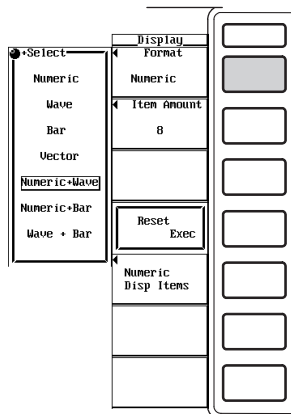 +Select
Numeric
Wave
Bar
Vector
Numeric+Wave
Numeric+Bar
Wave + Bar
Display
Format
Numeric
Item Amount
8
Reset
Exec
Numeric
Disp Items